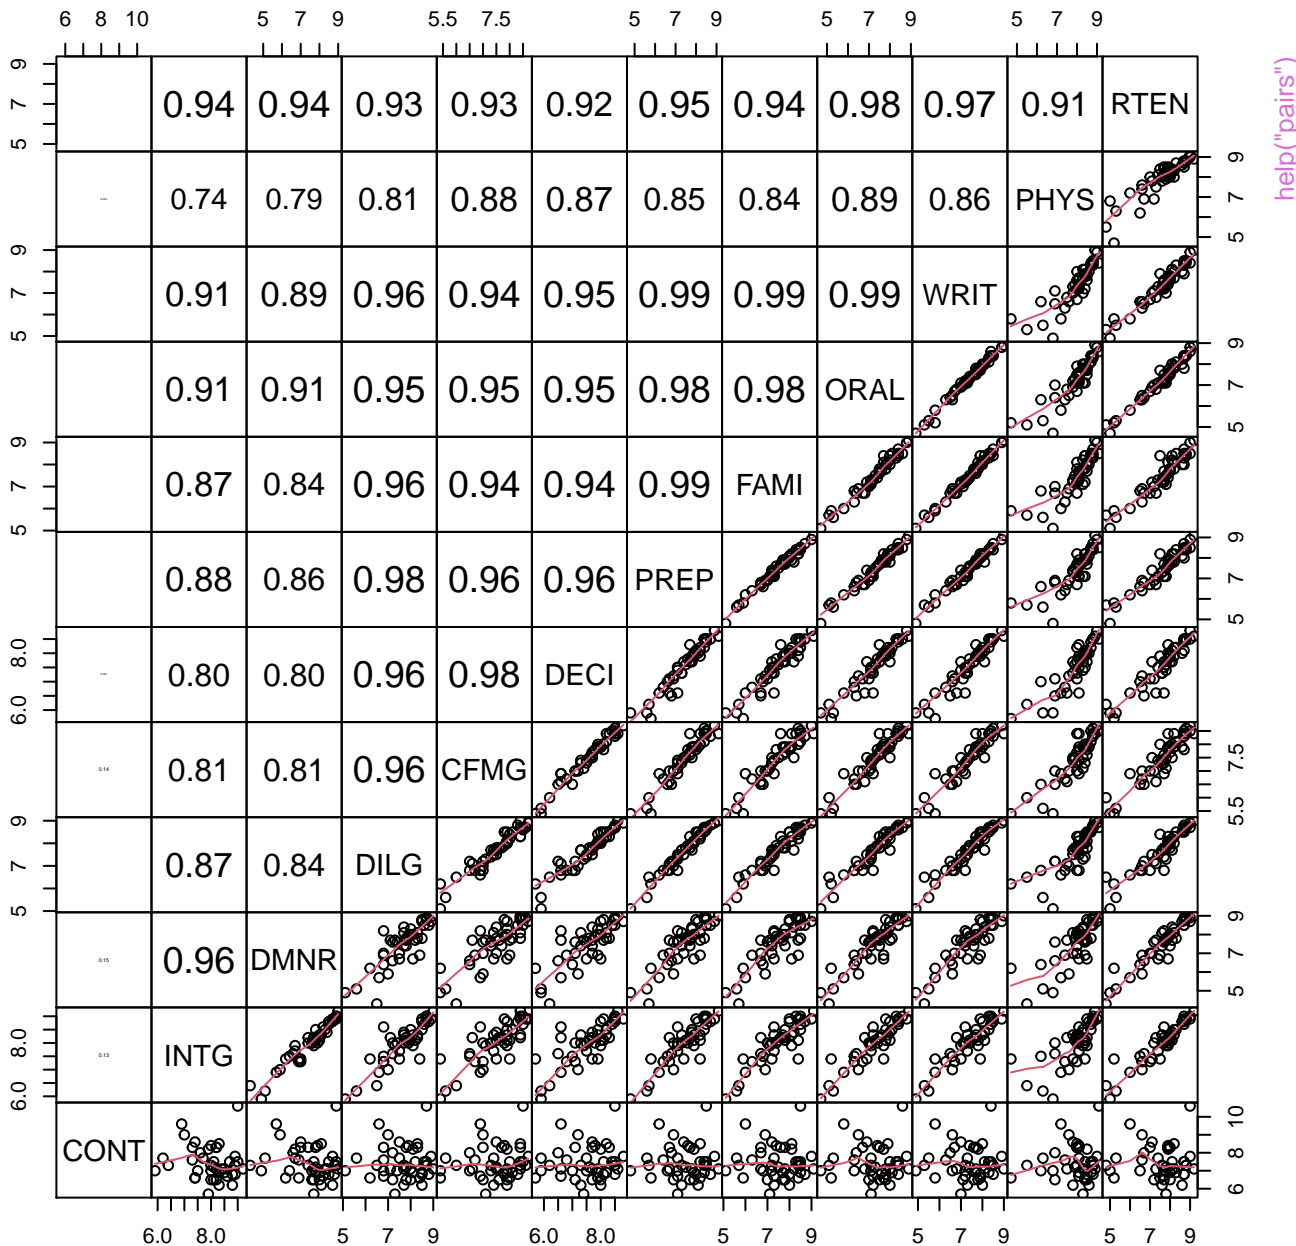 6 8 10 5 7 9 5.5 7.5 5 7 9 5 7 9 5 7 9
9 7 5 0.94 0.94 0.93 0.93 0.92 0.95 0.94 0.98 0.97 0.91 RTEN
help("pairs")
0.74 0.79 0.81 0.88 0.87 0.85 0.84 0.89 0.86 PHYS 9 7 5
9 7 5 0.91 0.89 0.96 0.94 0.95 0.99 0.99 0.99 WRIT
0.91 0.91 0.95 0.95 0.95 0.98 0.98 ORAL 9 7 5
9 7 5 0.87 0.84 0.96 0.94 0.94 0.99 FAMI
0.88 0.86 0.98 0.96 0.96 PREP 9 7 5
8.0 6.0 0.80 0.80 0.96 0.98 DECI
0.14 0.81 0.81 0.96 CFMG 7.5 5.5
9 7 5 0.87 0.84 DILG
0.15 0.96 DMNR 9 7 5
8.0 6.0 0.13 INTG
CONT 10 8 6
6.0 8.0 5 7 9 6.0 8.0 5 7 9 5 7 9 5 7 9